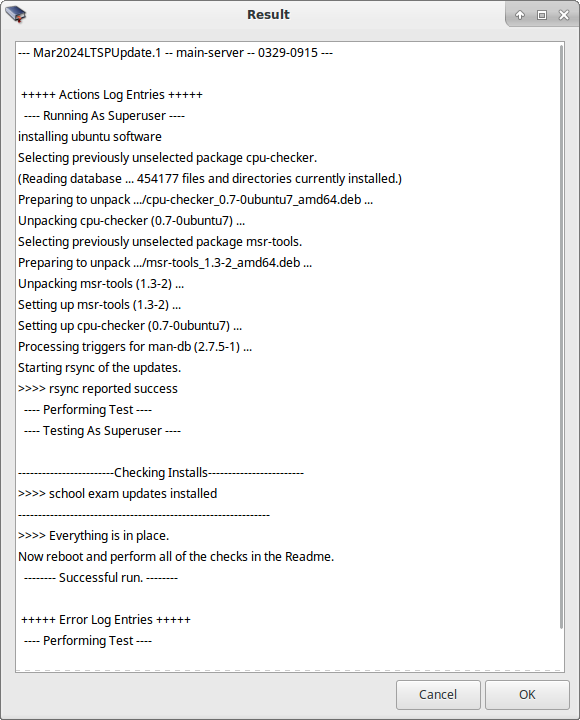 Result
--- Mar2024LTSPUpdate.1 -- main-server -- 0329-0915 ---
+++++ Actions Log Entries +++++
---- Running As Superuser ----
installing ubuntu software
Selecting previously unselected package cpu-checker.
(Reading database ... 454177 files and directories currently installed.)
Preparing to unpack .../cpu-checker_0.7-0ubuntu7_amd64.deb ...
Unpacking cpu-checker (0.7-0ubuntu7) ...
Selecting previously unselected package msr-tools.
Preparing to unpack .../msr-tools_1.3-2_amd64.deb ...
Unpacking msr-tools (1.3-2) ...
Setting up msr-tools (1.3-2) ...
Setting up cpu-checker (0.7-0ubuntu7) ...
Processing triggers for man-db (2.7.5-1) ...
Starting rsync of the updates.
>>>> rsync reported success
---- Performing Test ----
---- Testing As Superuser ----
------------------------Checking Installs------------------------
>>>> school exam updates installed
---------------------------------------------------------------
>>>> Everything is in place.
Now reboot and perform all of the checks in the Readme.
-------- Successful run. --------
+++++ Error Log Entries +++++
---- Performing Test ----
Cancel
OK